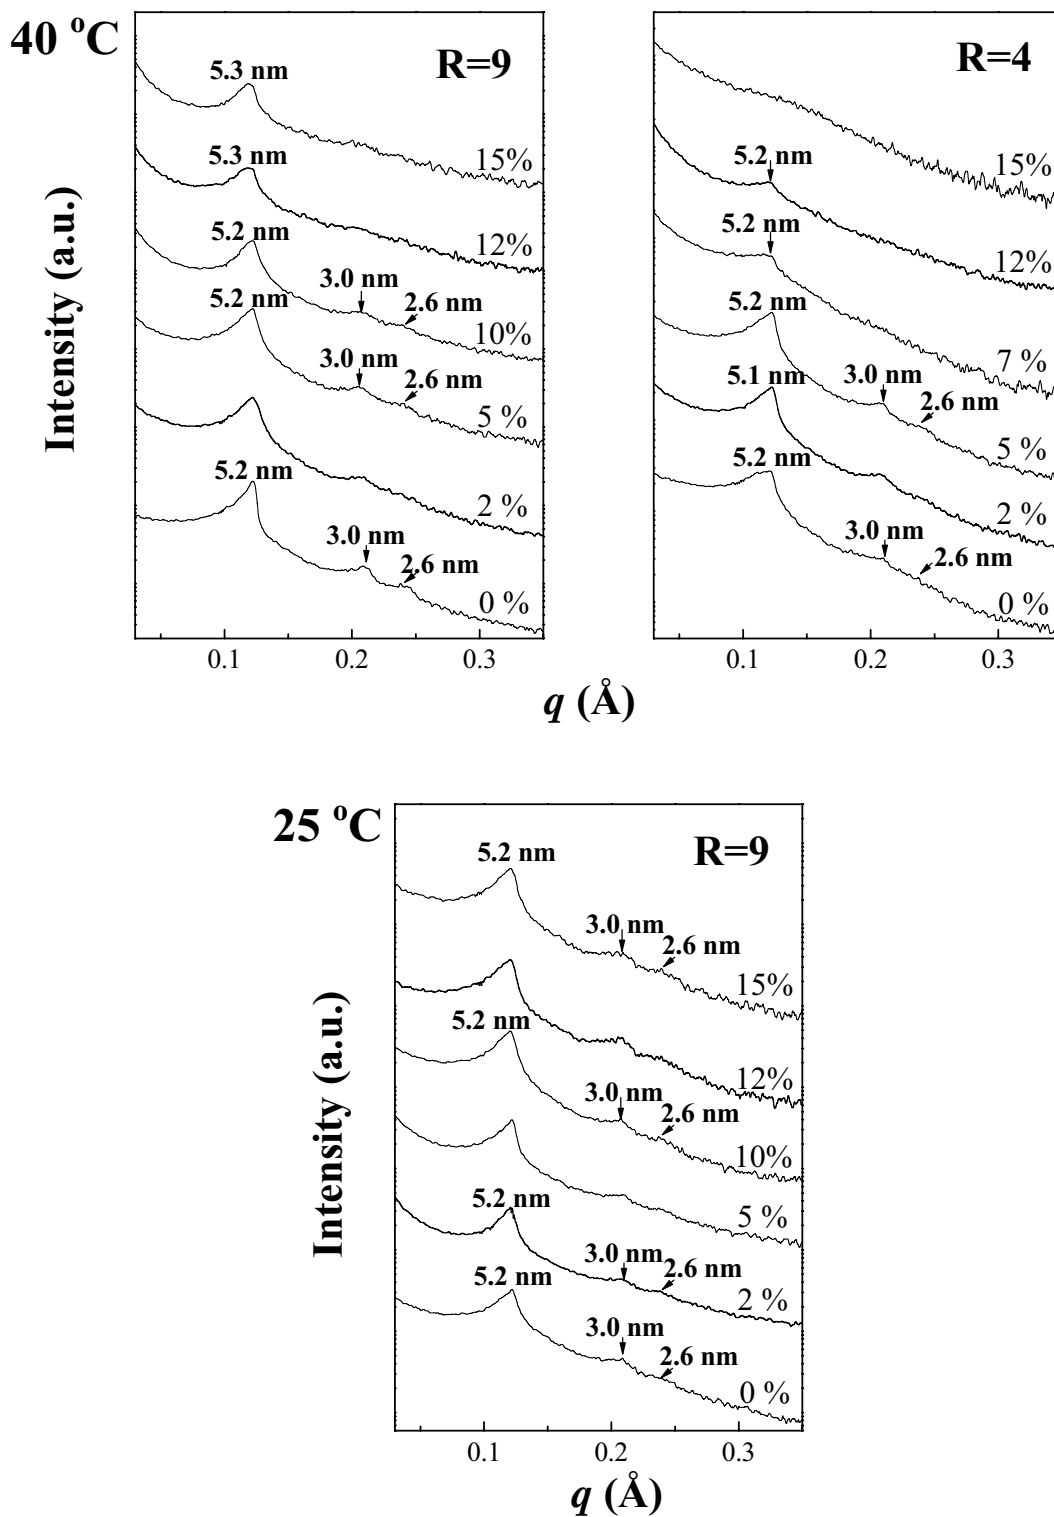 40 °C
R=9
5.3 nm
15%
5.3 nm
12%
5.2 nm
3.0 nm
2.6 nm
10%
5.2 nm
3.0 nm
2.6 nm
5 %
2 %
5.2 nm
3.0 nm
2.6 nm
0 %
Intensity (a.u.)
0.1 0.2 0.3
R=4
15%
5.2 nm
12%
5.2 nm
7 %
5.2 nm
3.0 nm
2.6 nm
5 %
5.1 nm
2 %
5.2 nm
3.0 nm
2.6 nm
0 %
0.1 0.2 0.3
q (Å)
25 °C
R=9
5.2 nm
3.0 nm
2.6 nm
15%
12%
5.2 nm
3.0 nm
2.6 nm
10%
5 %
5.2 nm
3.0 nm
2.6 nm
2 %
5.2 nm
3.0 nm
2.6 nm
0 %
Intensity (a.u.)
0.1 0.2 0.3
q (Å)